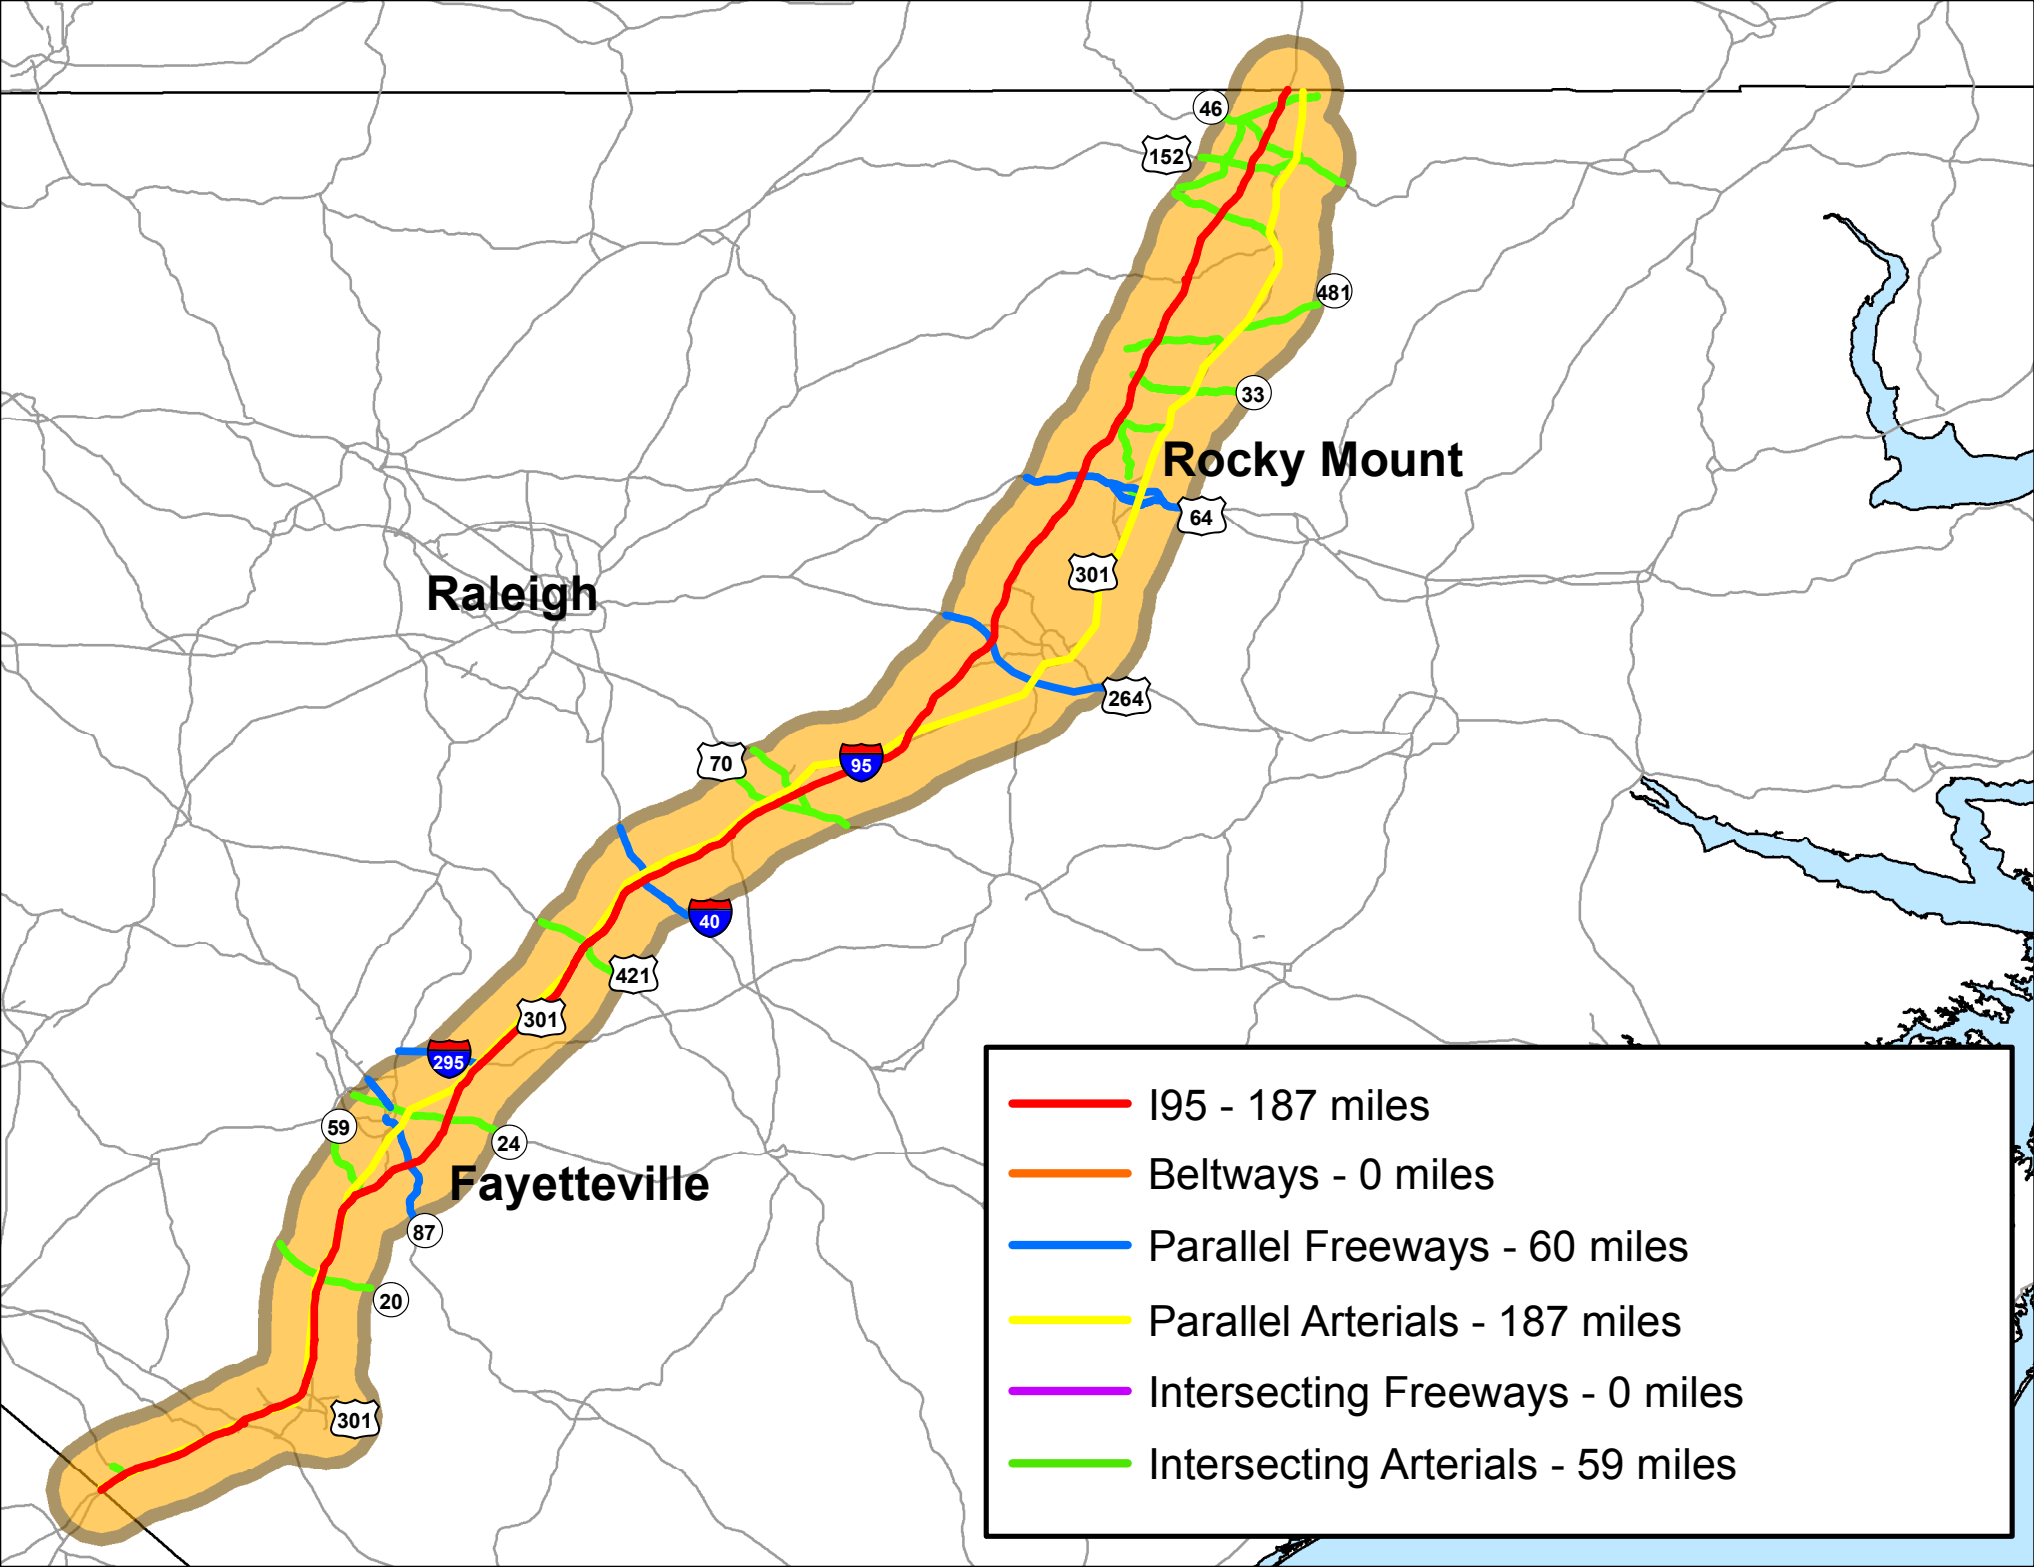 46
152
481
33
Rocky Mount
64
301
Raleigh
264
70
95
40
421
301
295
59
24
Fayetteville
87
20
301
I95 - 187 miles
Beltways - 0 miles
Parallel Freeways - 60 miles
Parallel Arterials - 187 miles
Intersecting Freeways - 0 miles
Intersecting Arterials - 59 miles